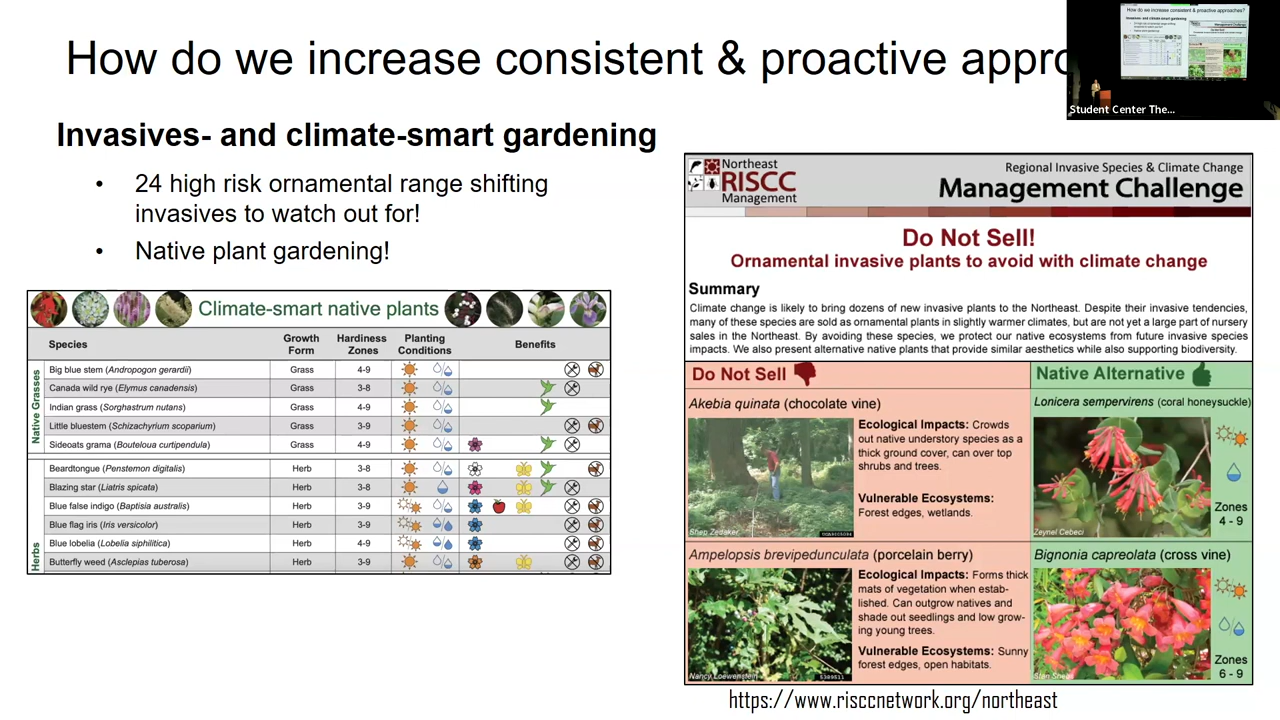 How do we increase consistent & proactive appro
Student Center The...
Invasives- and climate-smart gardening
• 24 high risk ornamental range shifting
invasives to watch out for!
• Native plant gardening!
Climate-smart native plants
Species Growth Form Hardiness Zones Planting Conditions Benefits
Native Grasses
Big blue stem (Andropogon gerardii) Grass 4-9
Canada wild rye (Elymus canadensis) Grass 3-8
Indian grass (Sorghastrum nutans) Grass 4-9
Little bluestem (Schizachyrium scoparium) Grass 3-9
Sideoats grama (Bouteloua curtipendula) Grass 4-9
Herbs
Beardtongue (Penstemon digitalis) Herb 3-8
Blazing star (Liatris spicata) Herb 3-8
Blue false indigo (Baptisia australis) Herb 3-9
Blue flag iris (Iris versicolor) Herb 3-9
Blue lobelia (Lobelia siphilitica) Herb 4-9
Butterfly weed (Asclepias tuberosa) Herb 3-9
Northeast
RISCC
Management
Regional Invasive Species & Climate Change
Management Challenge
Do Not Sell!
Ornamental invasive plants to avoid with climate change
Summary
Climate change is likely to bring dozens of new invasive plants to the Northeast. Despite their invasive tendencies,
many of these species are sold as ornamental plants in slightly warmer climates, but are not yet a large part of nursery
sales in the Northeast. By avoiding these species, we protect our native ecosystems from future invasive species
impacts. We also present alternative native plants that provide similar aesthetics while also supporting biodiversity.
Do Not Sell
Native Alternative
Akebia quinata (chocolate vine)
Ecological Impacts: Crowds
out native understory species as a
thick ground cover, can over top
shrubs and trees.
Vulnerable Ecosystems:
Forest edges, wetlands.
Shep Zedaker
Lonicera sempervirens (coral honeysuckle)
Zeynel Cebeci
Zones
4 - 9
Ampelopsis brevipedunculata (porcelain berry)
Ecological Impacts: Forms thick
mats of vegetation when estab-
lished. Can outgrow natives and
shade out seedlings and low grow-
ing young trees.
Vulnerable Ecosystems: Sunny
forest edges, open habitats.
Nancy Loewenstein
5389511
Bignonia capreolata (cross vine)
Zones
6 - 9
https://www.risccnetwork.org/northeast